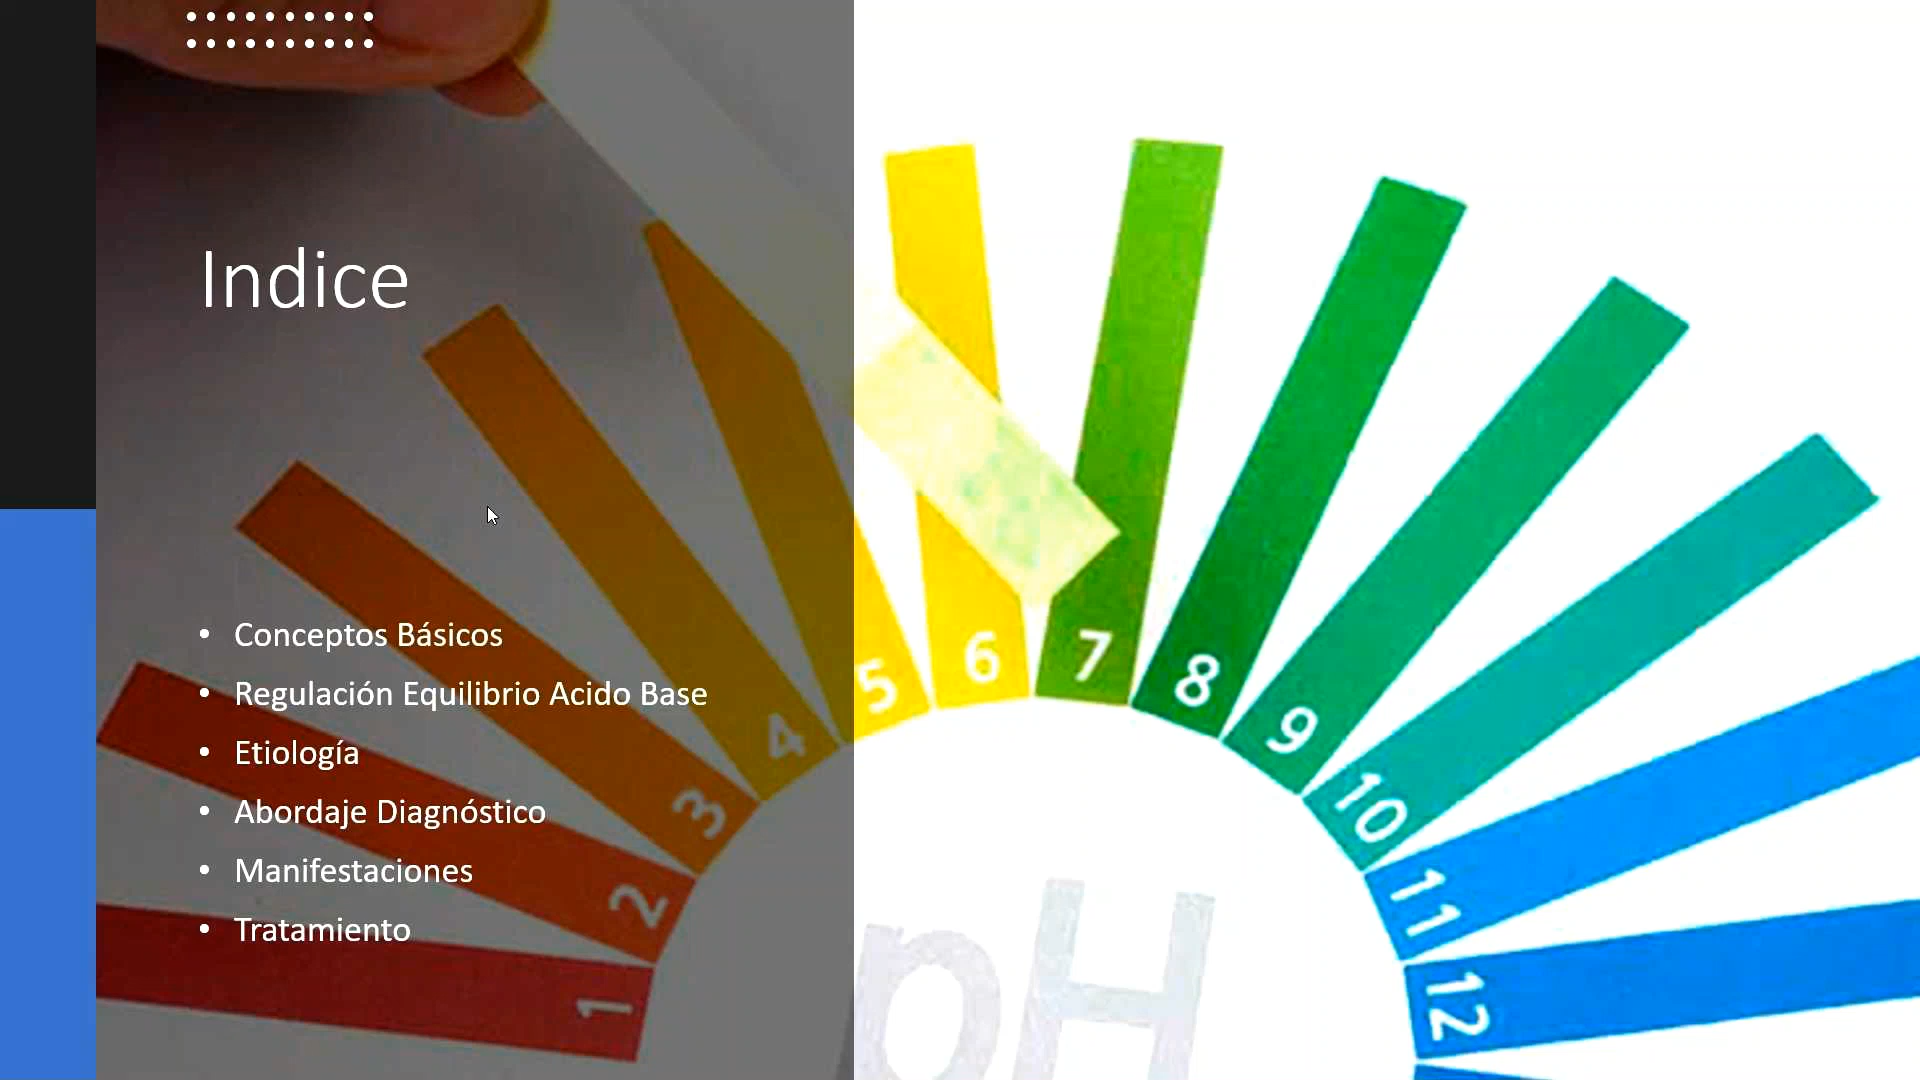 Indice
• Conceptos Básicos
• Regulación Equilibrio Acido Base
• Etiología
• Abordaje Diagnóstico
• Manifestaciones
• Tratamiento
1
2
3
4
5
6
7
8
9
10
11
12
pH